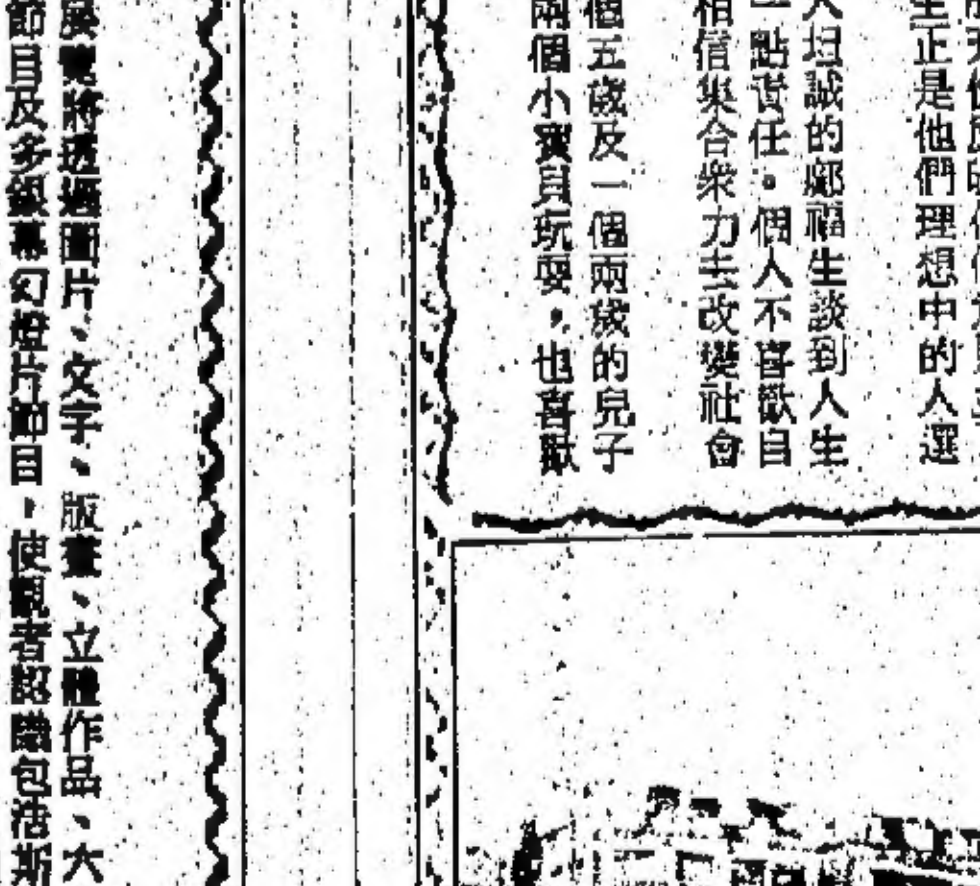 生正是他們理想中的人選
人坦誠的鄺福生談到人生
一點責任。個人不喜歡自
相信集合衆力去改變社會
個五歲及一個兩歲的兒子
兩個小寶貝玩耍,也喜歡
展覽將透過圖片、文字、版畫、立體作品、大
節目及多銀幕幻燈片節目,使觀者認識包括斯